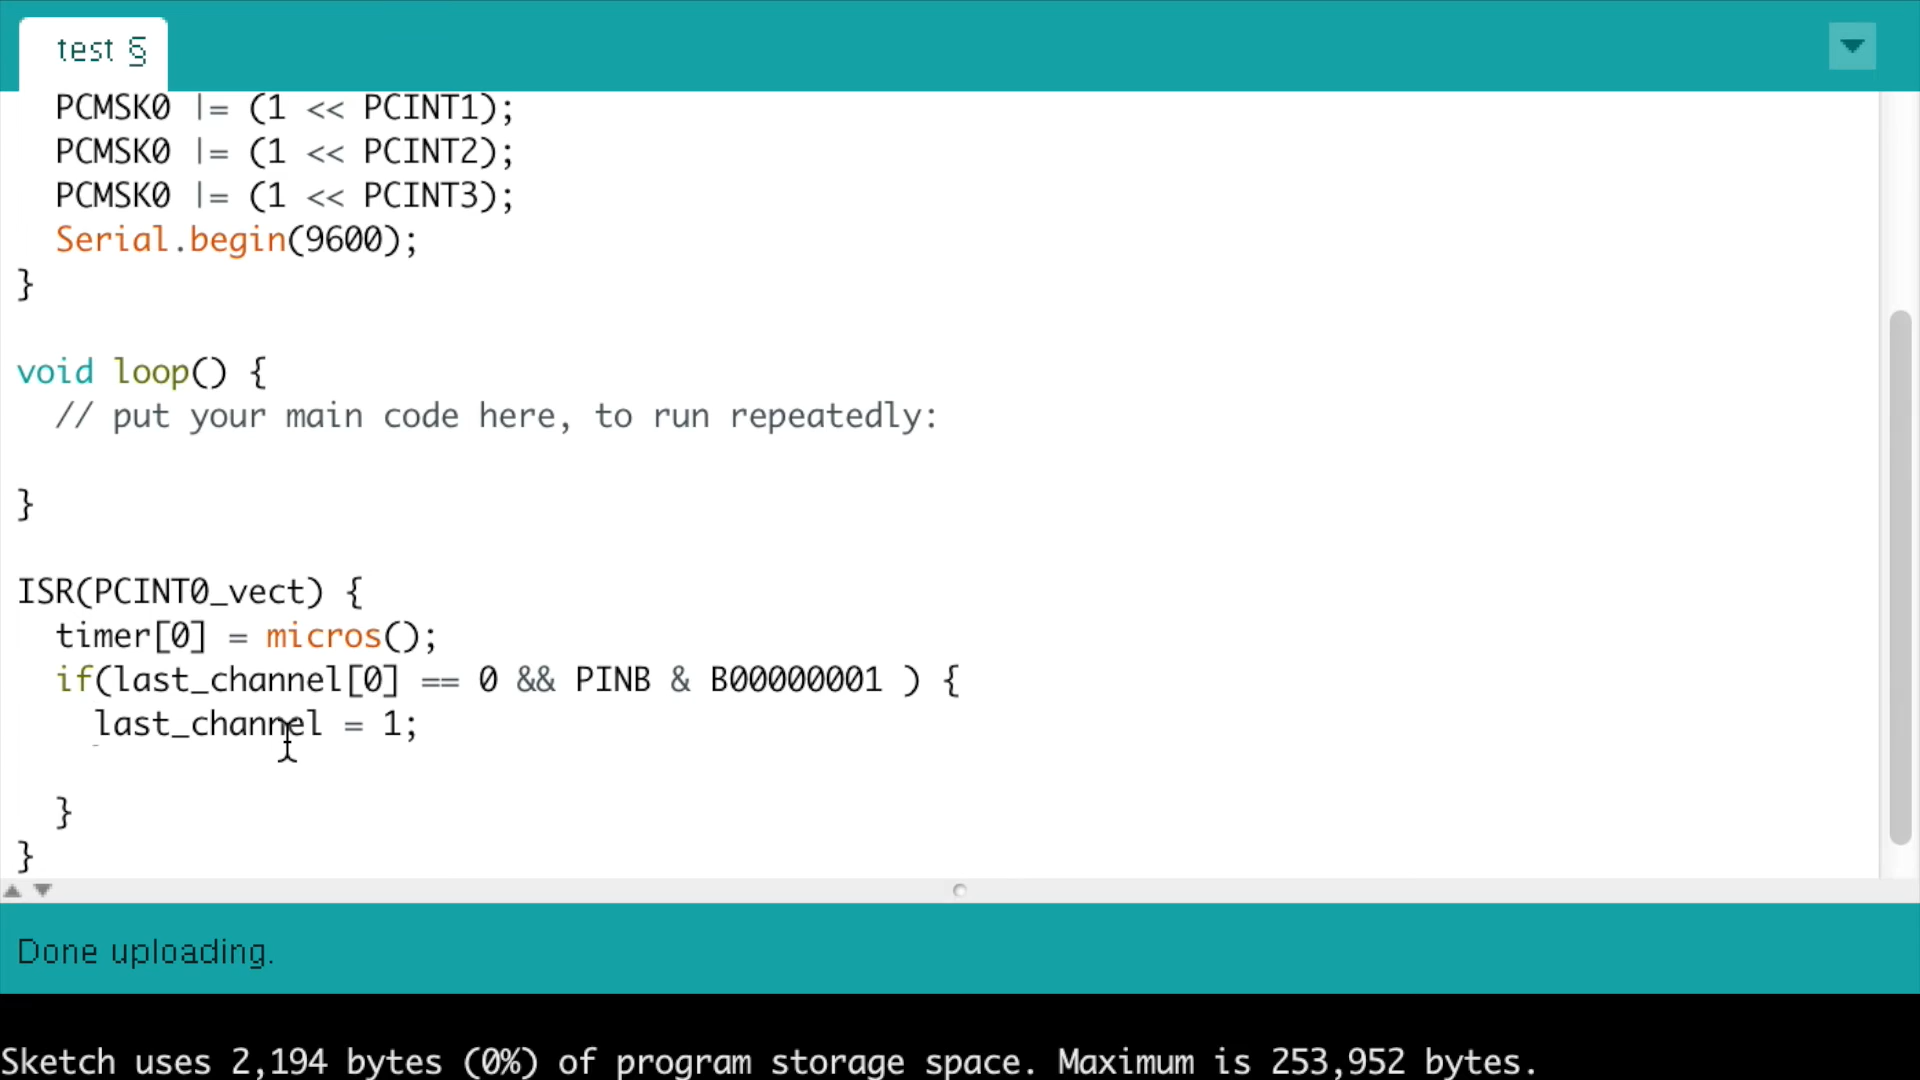 test §
PCMSK0 |= (1 << PCINT1);
PCMSK0 |= (1 << PCINT2);
PCMSK0 |= (1 << PCINT3);
Serial.begin(9600);
}
void loop() {
// put your main code here, to run repeatedly:
}
ISR(PCINT0_vect) {
timer[0] = micros();
if(last_channel[0] == 0 && PINB & B00000001 ) {
last_channel = 1;
}
}
Done uploading.
Sketch uses 2,194 bytes (0%) of program storage space. Maximum is 253,952 bytes.